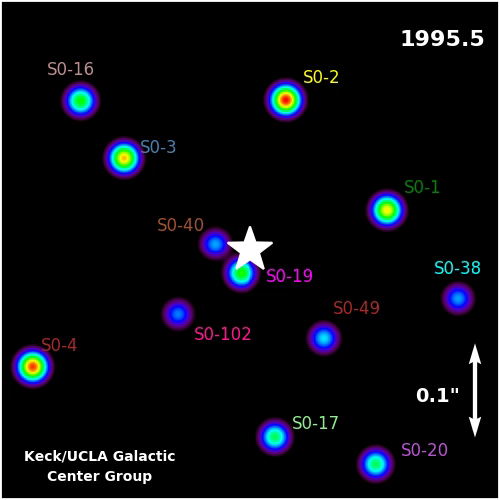 1995.5
S0-16
S0-2
S0-3
S0-1
S0-40
S0-38
S0-19
S0-49
S0-102
S0-4
0.1"
S0-17
S0-20
Keck/UCLA Galactic
Center Group